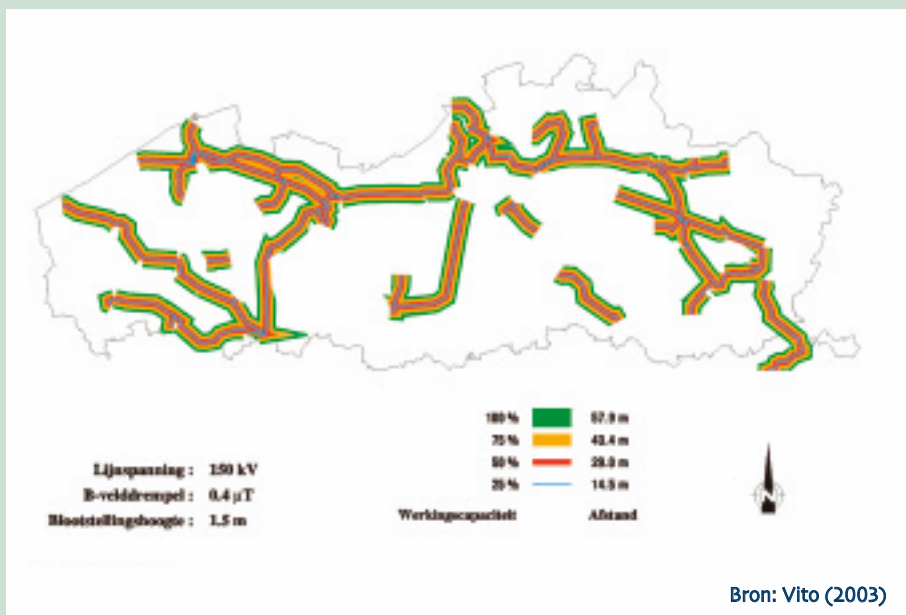 100 % 57.9 m
75 % 43.4 m
50 % 29.0 m
25 % 14.5 m
Werkingscapaciteit Afstand
Lijnspanning : 150 kV
B-velddrempel : 0.4 µT
Blootstellingshoogte : 1.5 m
N
Bron: Vito (2003)